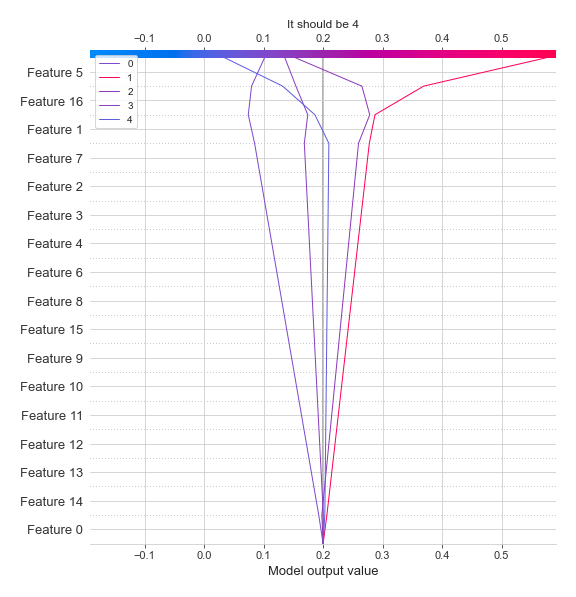 It should be 4
−0.1 0.0 0.1 0.2 0.3 0.4 0.5
0
1
2
3
4
Feature 5
Feature 16
Feature 1
Feature 7
Feature 2
Feature 3
Feature 4
Feature 6
Feature 8
Feature 15
Feature 9
Feature 10
Feature 11
Feature 12
Feature 13
Feature 14
Feature 0
−0.1 0.0 0.1 0.2 0.3 0.4 0.5
Model output value